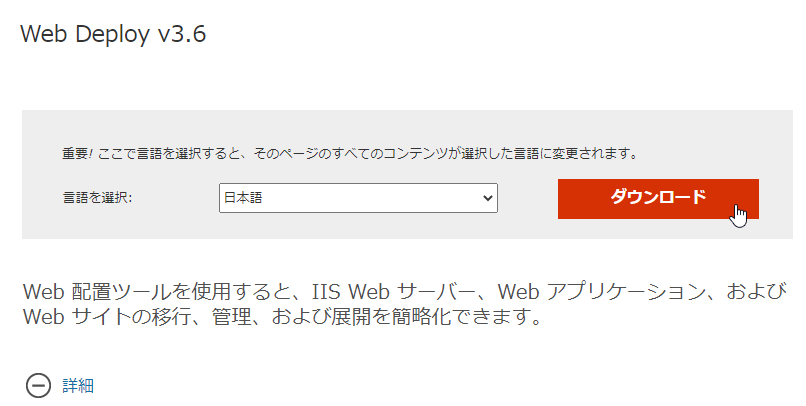 Web Deploy v3.6
重要! ここで言語を選択すると、そのページのすべてのコンテンツが選択した言語に変更されます。
言語を選択: 日本語 ダウンロード
Web 配置ツールを使用すると、IIS Web サーバー、Web アプリケーション、および
Web サイトの移行、管理、および展開を簡略化できます。
詳細